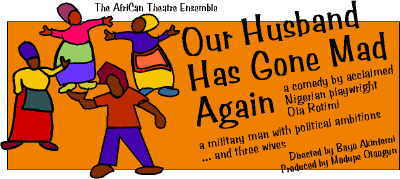 The AfriCan Theatre Ensemble
Our Husband
Has Gone Mad
Again
a comedy by acclaimed
Nigerian playwright
Ola Rotimi
a military man with political ambitions
... and three wives
Directed by Bayo Akinfemi
Produced by Modupe Olaogun